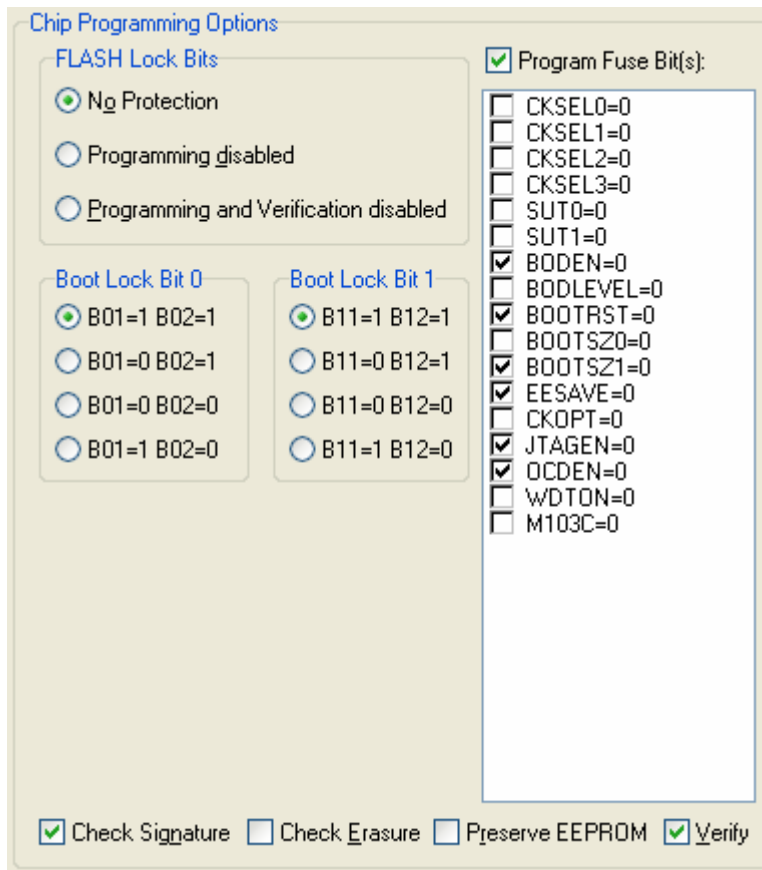 Chip Programming Options
FLASH Lock Bits
No Protection
Programming disabled
Programming and Verification disabled
Boot Lock Bit 0
B01=1 B02=1
B01=0 B02=1
B01=0 B02=0
B01=1 B02=0
Boot Lock Bit 1
B11=1 B12=1
B11=0 B12=1
B11=0 B12=0
B11=1 B12=0
Program Fuse Bit(s):
CKSEL0=0
CKSEL1=0
CKSEL2=0
CKSEL3=0
SUT0=0
SUT1=0
BODEN=0
BODLEVEL=0
BOOTRST=0
BOOTSZ0=0
BOOTSZ1=0
EESAVE=0
CKOPT=0
JTAGEN=0
OCDEN=0
WDTON=0
M103C=0
Check Signature Check Erasure Preserve EEPROM Verify